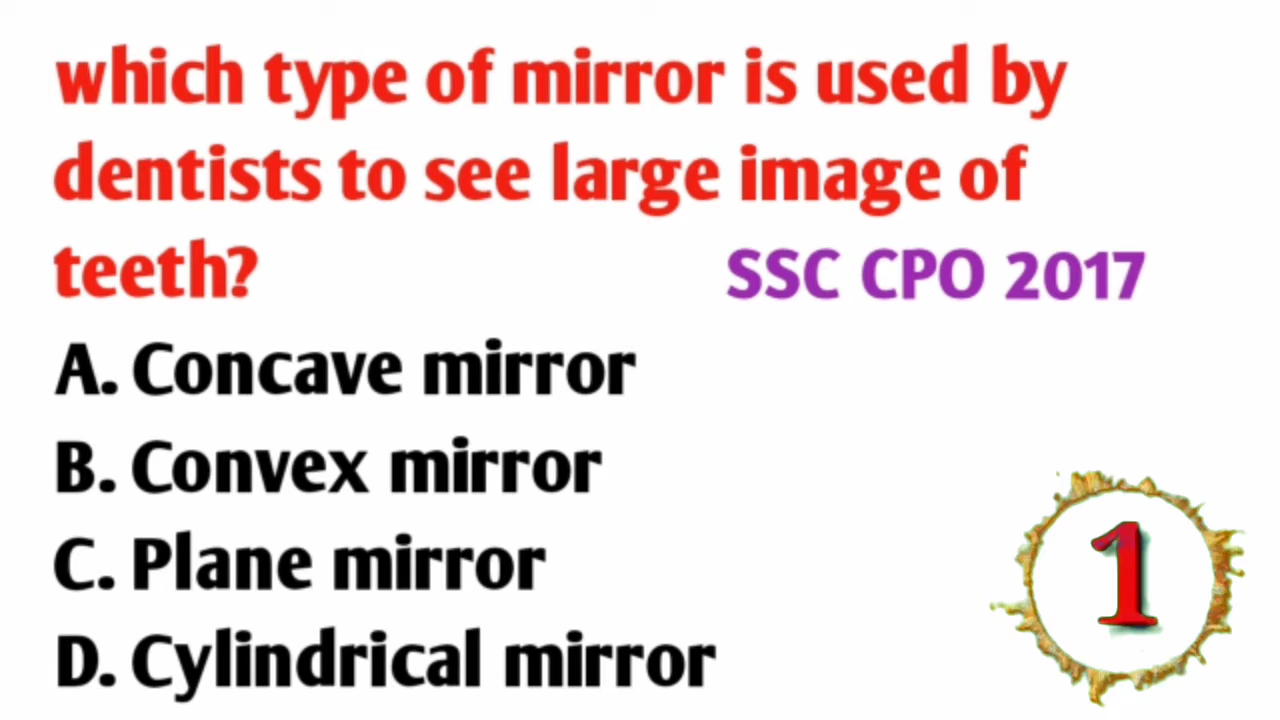 which type of mirror is used by
dentists to see large image of
teeth? SSC CPO 2017
A. Concave mirror
B. Convex mirror
C. Plane mirror
D. Cylindrical mirror
1